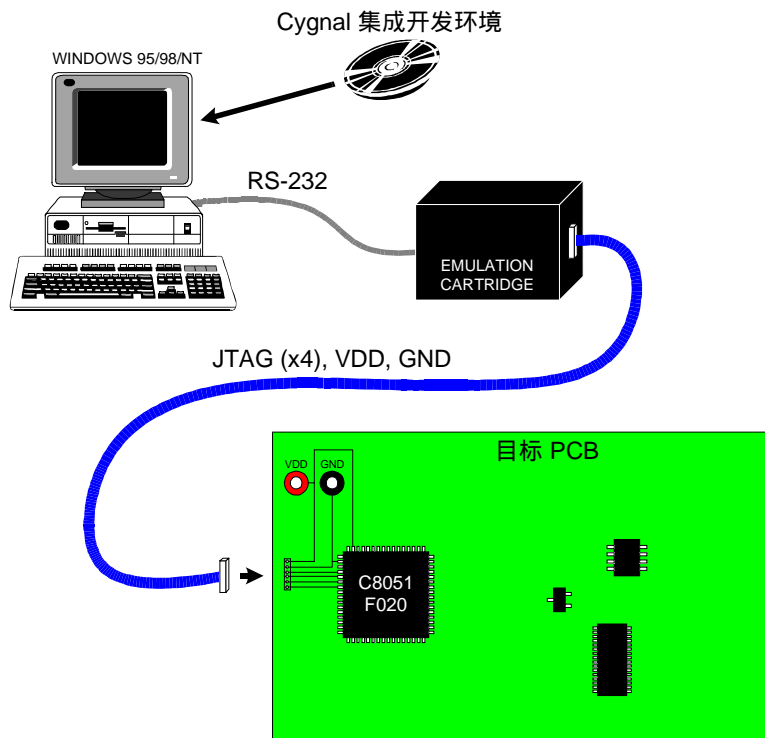 Cygnal 集成开发环境
WINDOWS 95/98/NT
RS-232
EMULATION
CARTRIDGE
JTAG (x4), VDD, GND
目标 PCB
VDD
GND
C8051
F020